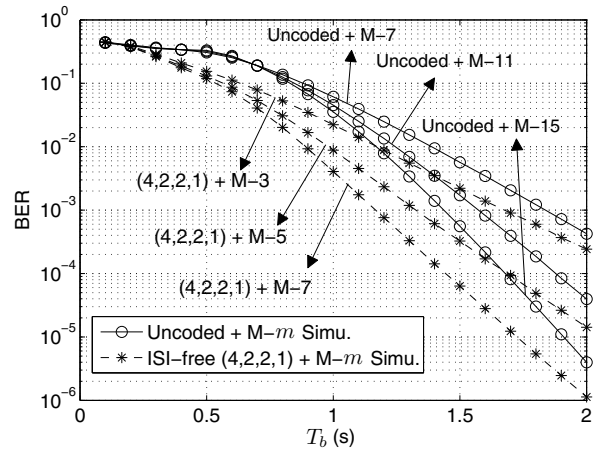 10^0
10^-1
10^-2
10^-3
10^-4
10^-5
10^-6
BER
Uncoded + M-7
Uncoded + M-11
Uncoded + M-15
(4,2,2,1) + M-3
(4,2,2,1) + M-5
(4,2,2,1) + M-7
Uncoded + M-m Simu.
ISI-free (4,2,2,1) + M-m Simu.
0 0.5 1 1.5 2
T_b (s)